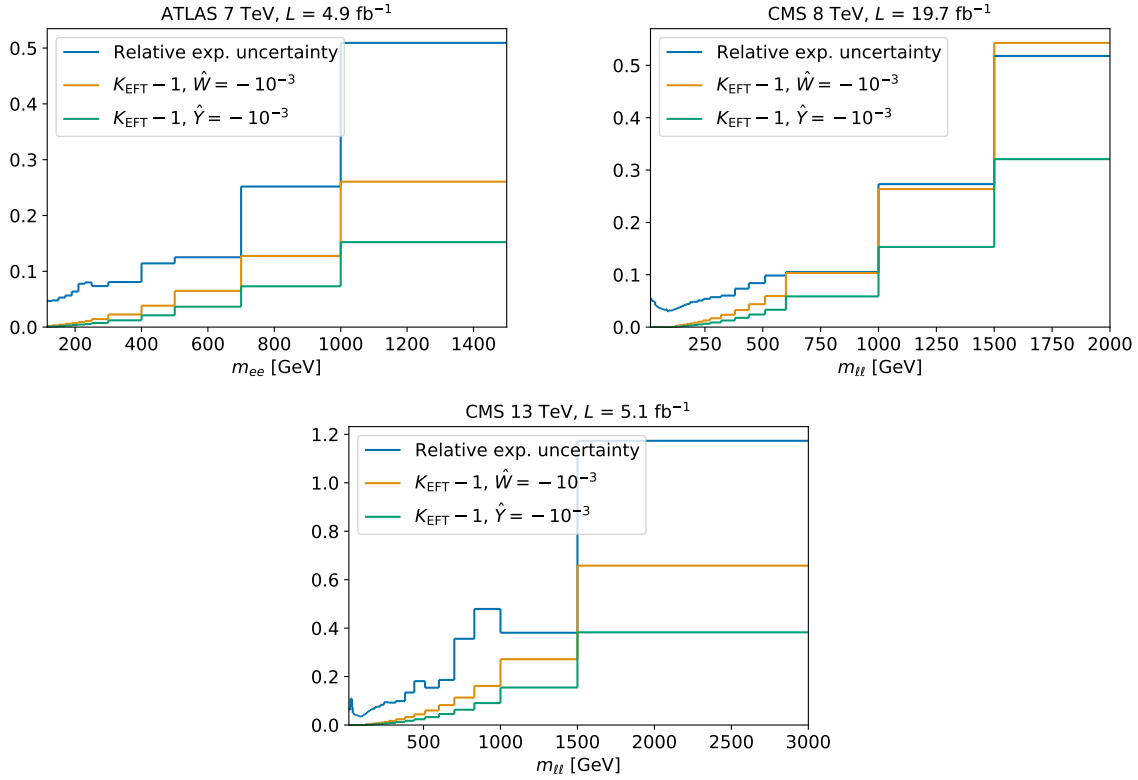 ATLAS 7 TeV, L = 4.9 fb⁻¹
0.5
0.4
0.3
0.2
0.1
0.0
Relative exp. uncertainty
K_EFT − 1, Ŵ = − 10⁻³
K_EFT − 1, Ŷ = − 10⁻³
200 400 600 800 1000 1200 1400
m_ee [GeV]
CMS 8 TeV, L = 19.7 fb⁻¹
0.5
0.4
0.3
0.2
0.1
0.0
Relative exp. uncertainty
K_EFT − 1, Ŵ = − 10⁻³
K_EFT − 1, Ŷ = − 10⁻³
250 500 750 1000 1250 1500 1750 2000
m_ℓℓ [GeV]
CMS 13 TeV, L = 5.1 fb⁻¹
1.2
1.0
0.8
0.6
0.4
0.2
0.0
Relative exp. uncertainty
K_EFT − 1, Ŵ = − 10⁻³
K_EFT − 1, Ŷ = − 10⁻³
500 1000 1500 2000 2500 3000
m_ℓℓ [GeV]